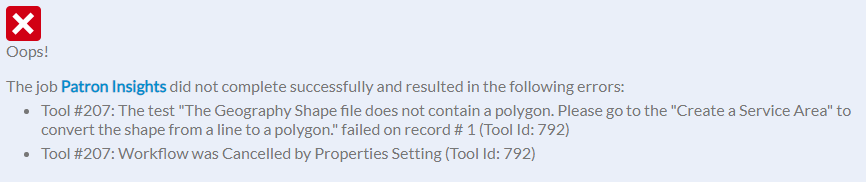 Oops!
The job Patron Insights did not complete successfully and resulted in the following errors:
• Tool #207: The test "The Geography Shape file does not contain a polygon. Please go to the "Create a Service Area" to
convert the shape from a line to a polygon." failed on record # 1 (Tool Id: 792)
• Tool #207: Workflow was Cancelled by Properties Setting (Tool Id: 792)